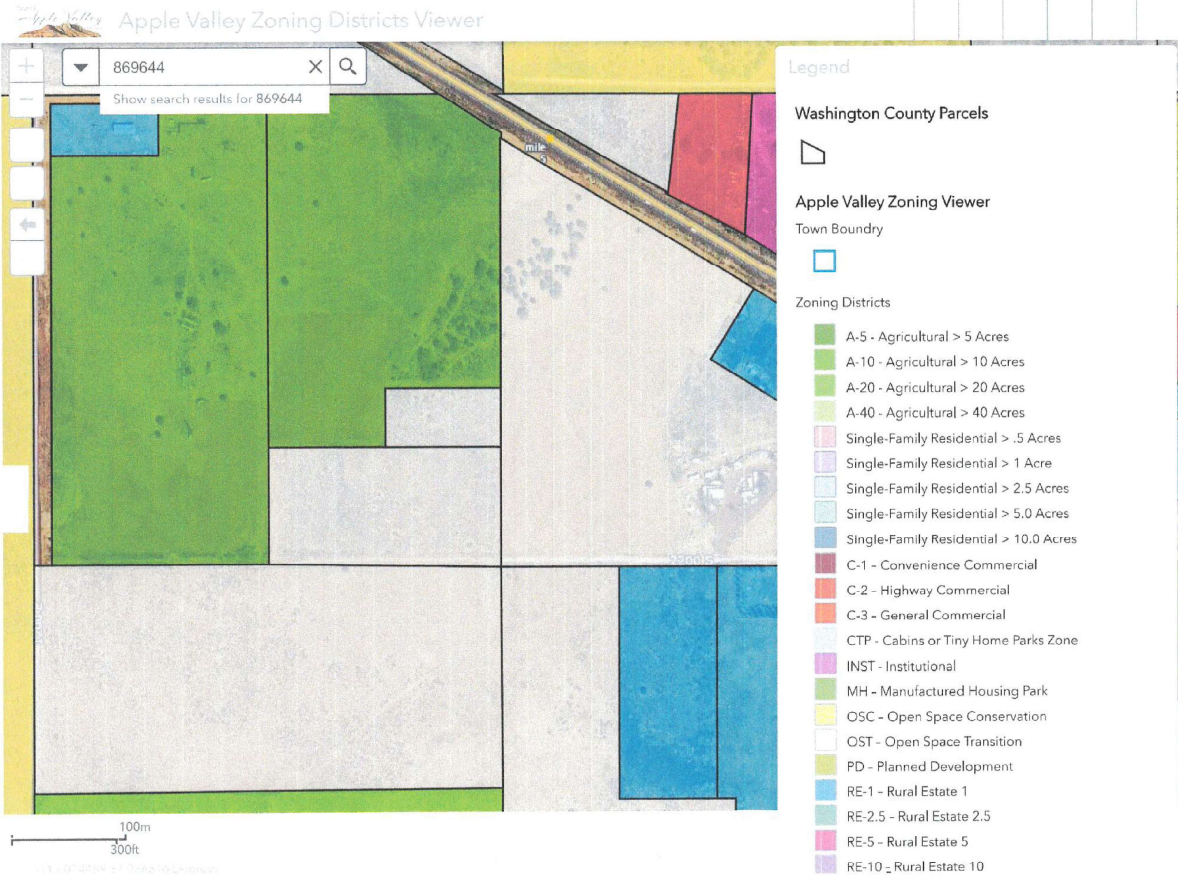 Apple Valley
Apple Valley Zoning Districts Viewer
869644
Show search results for 869644
mile
5
Legend
Washington County Parcels
Apple Valley Zoning Viewer
Town Boundry
Zoning Districts
A-5 - Agricultural > 5 Acres
A-10 - Agricultural > 10 Acres
A-20 - Agricultural > 20 Acres
A-40 - Agricultural > 40 Acres
Single-Family Residential > .5 Acres
Single-Family Residential > 1 Acre
Single-Family Residential > 2.5 Acres
Single-Family Residential > 5.0 Acres
Single-Family Residential > 10.0 Acres
C-1 - Convenience Commercial
C-2 - Highway Commercial
C-3 - General Commercial
CTP - Cabins or Tiny Home Parks Zone
INST - Institutional
MH - Manufactured Housing Park
OSC - Open Space Conservation
OST - Open Space Transition
PD - Planned Development
RE-1 - Rural Estate 1
RE-2.5 - Rural Estate 2.5
RE-5 - Rural Estate 5
RE-10 - Rural Estate 10
100m
300ft